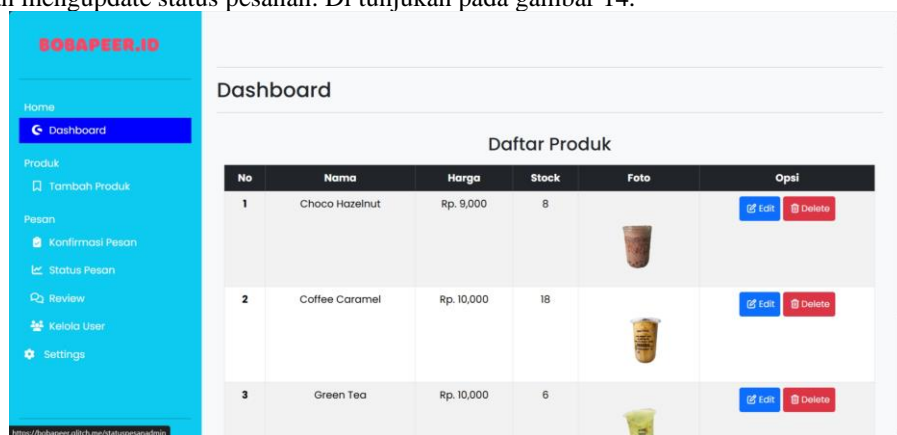 mengupdate status pesanan. Di tunjukan pada gambar 14.
BOBAPEER.ID
Dashboard
Home
Dashboard
Daftar Produk
Produk
Tambah Produk
No Nama Harga Stock Foto Opsi
1 Choco Hazelnut Rp. 9,000 8 Edit Delete
Pesan
Konfirmasi Pesan
Status Pesan
Review
Kelola User
Settings
2 Coffee Caramel Rp. 10,000 18 Edit Delete
3 Green Tea Rp. 10,000 6 Edit Delete
https://bobapeer.glitch.me/statuspesanadmin